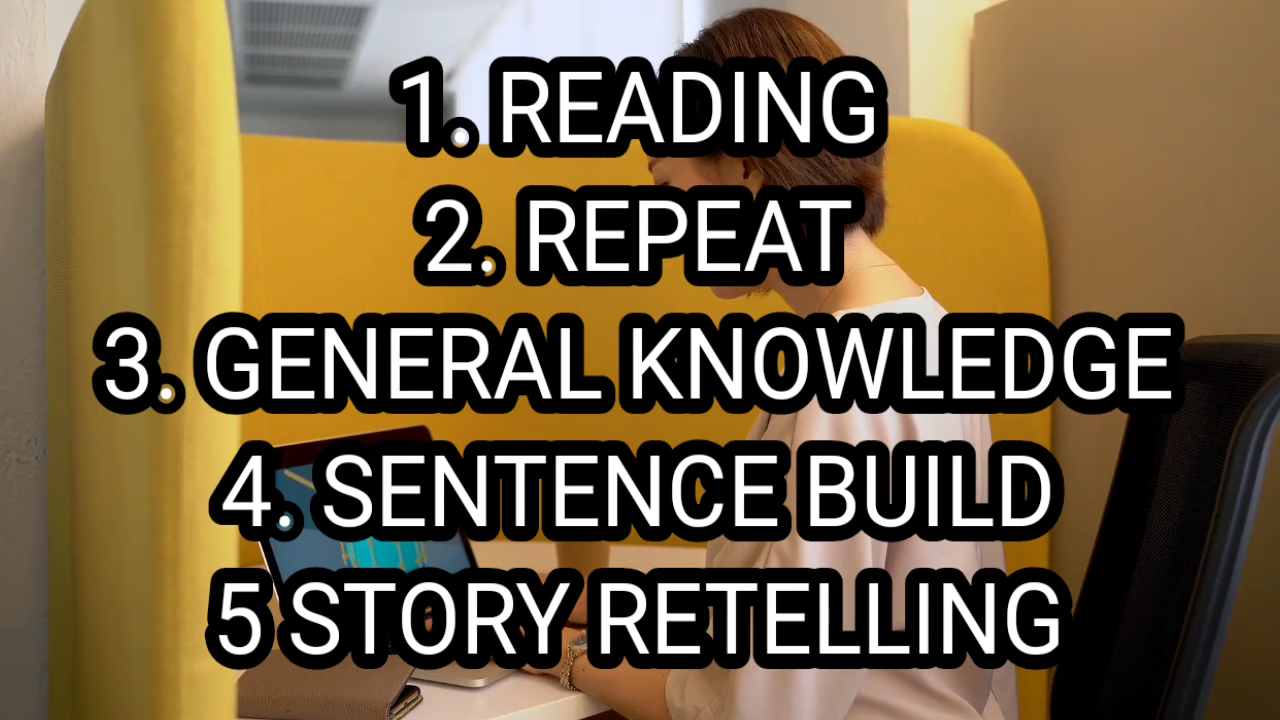 1. READING
2. REPEAT
3. GENERAL KNOWLEDGE
4. SENTENCE BUILD
5 STORY RETELLING